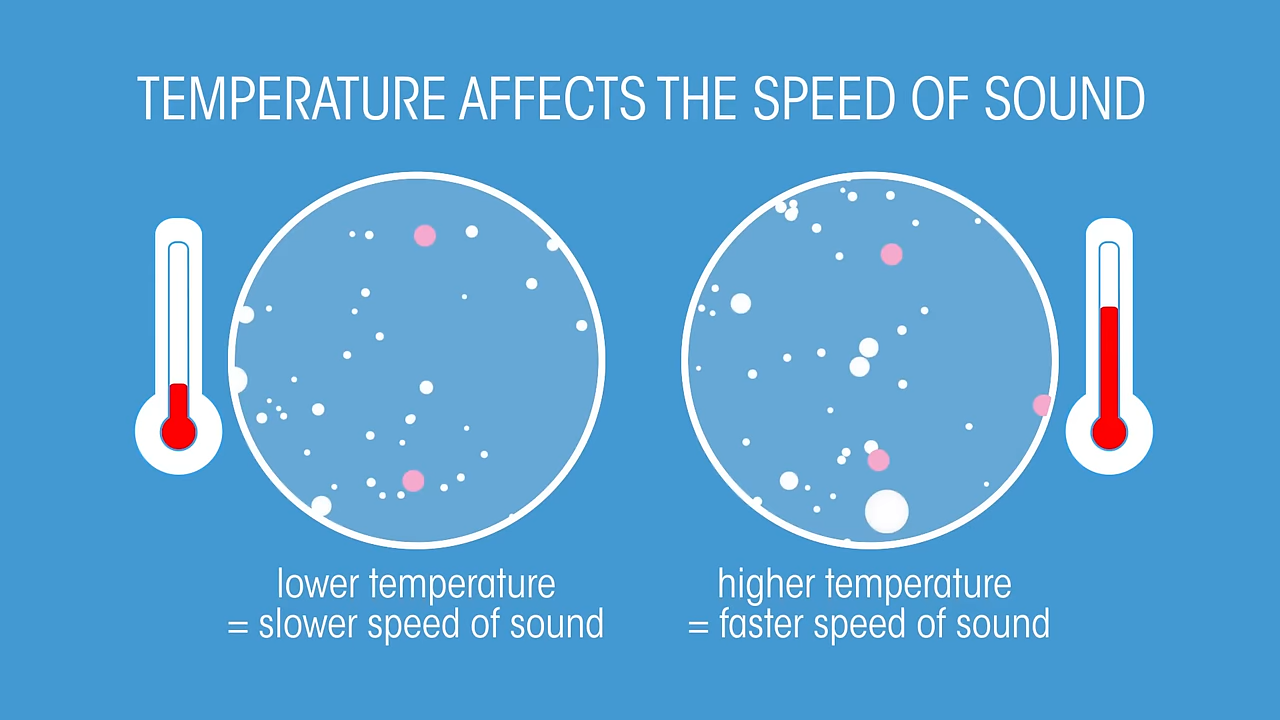 TEMPERATURE AFFECTS THE SPEED OF SOUND
lower temperature
= slower speed of sound
higher temperature
= faster speed of sound